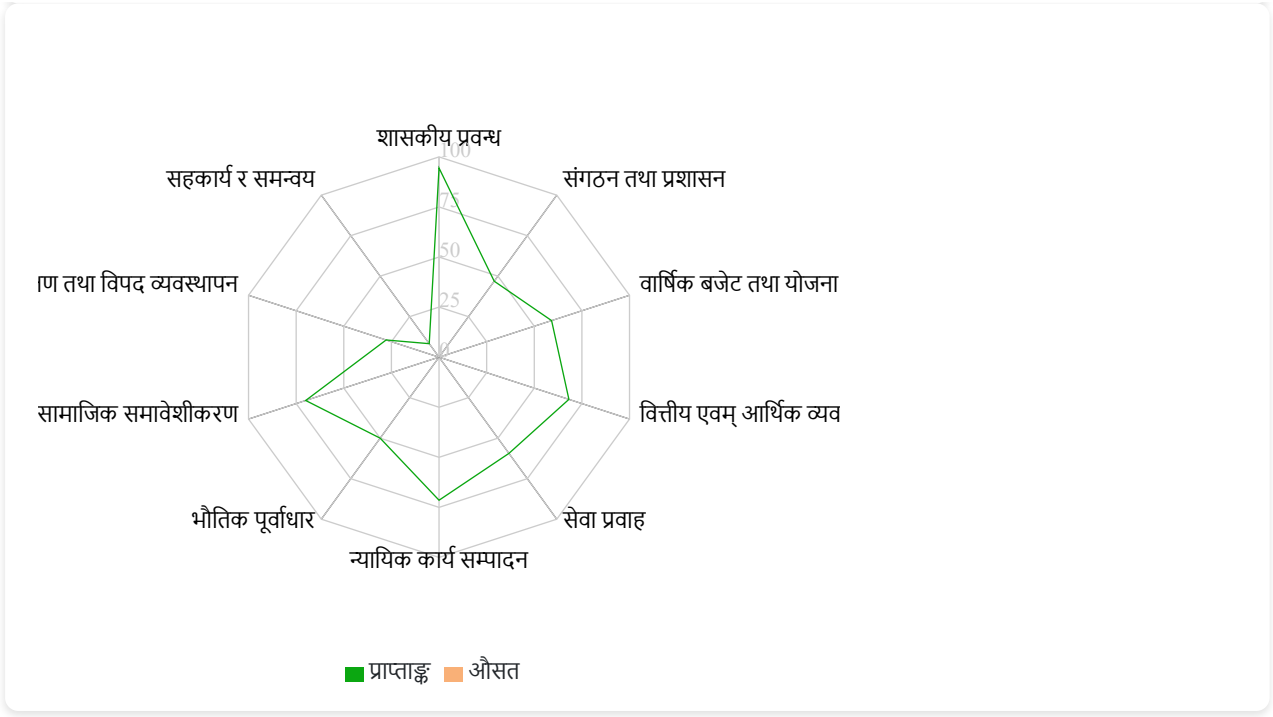 शासकीय प्रवन्ध
100
सहकार्य र समन्वय
संगठन तथा प्रशासन
75
50
तथा विपद व्यवस्थापन
वार्षिक बजेट तथा योजना
25
0
सामाजिक समावेशीकरण
वित्तीय एवम् आर्थिक व्यव
भौतिक पूर्वाधार
सेवा प्रवाह
न्यायिक कार्य सम्पादन
प्राप्ताङ्क औसत